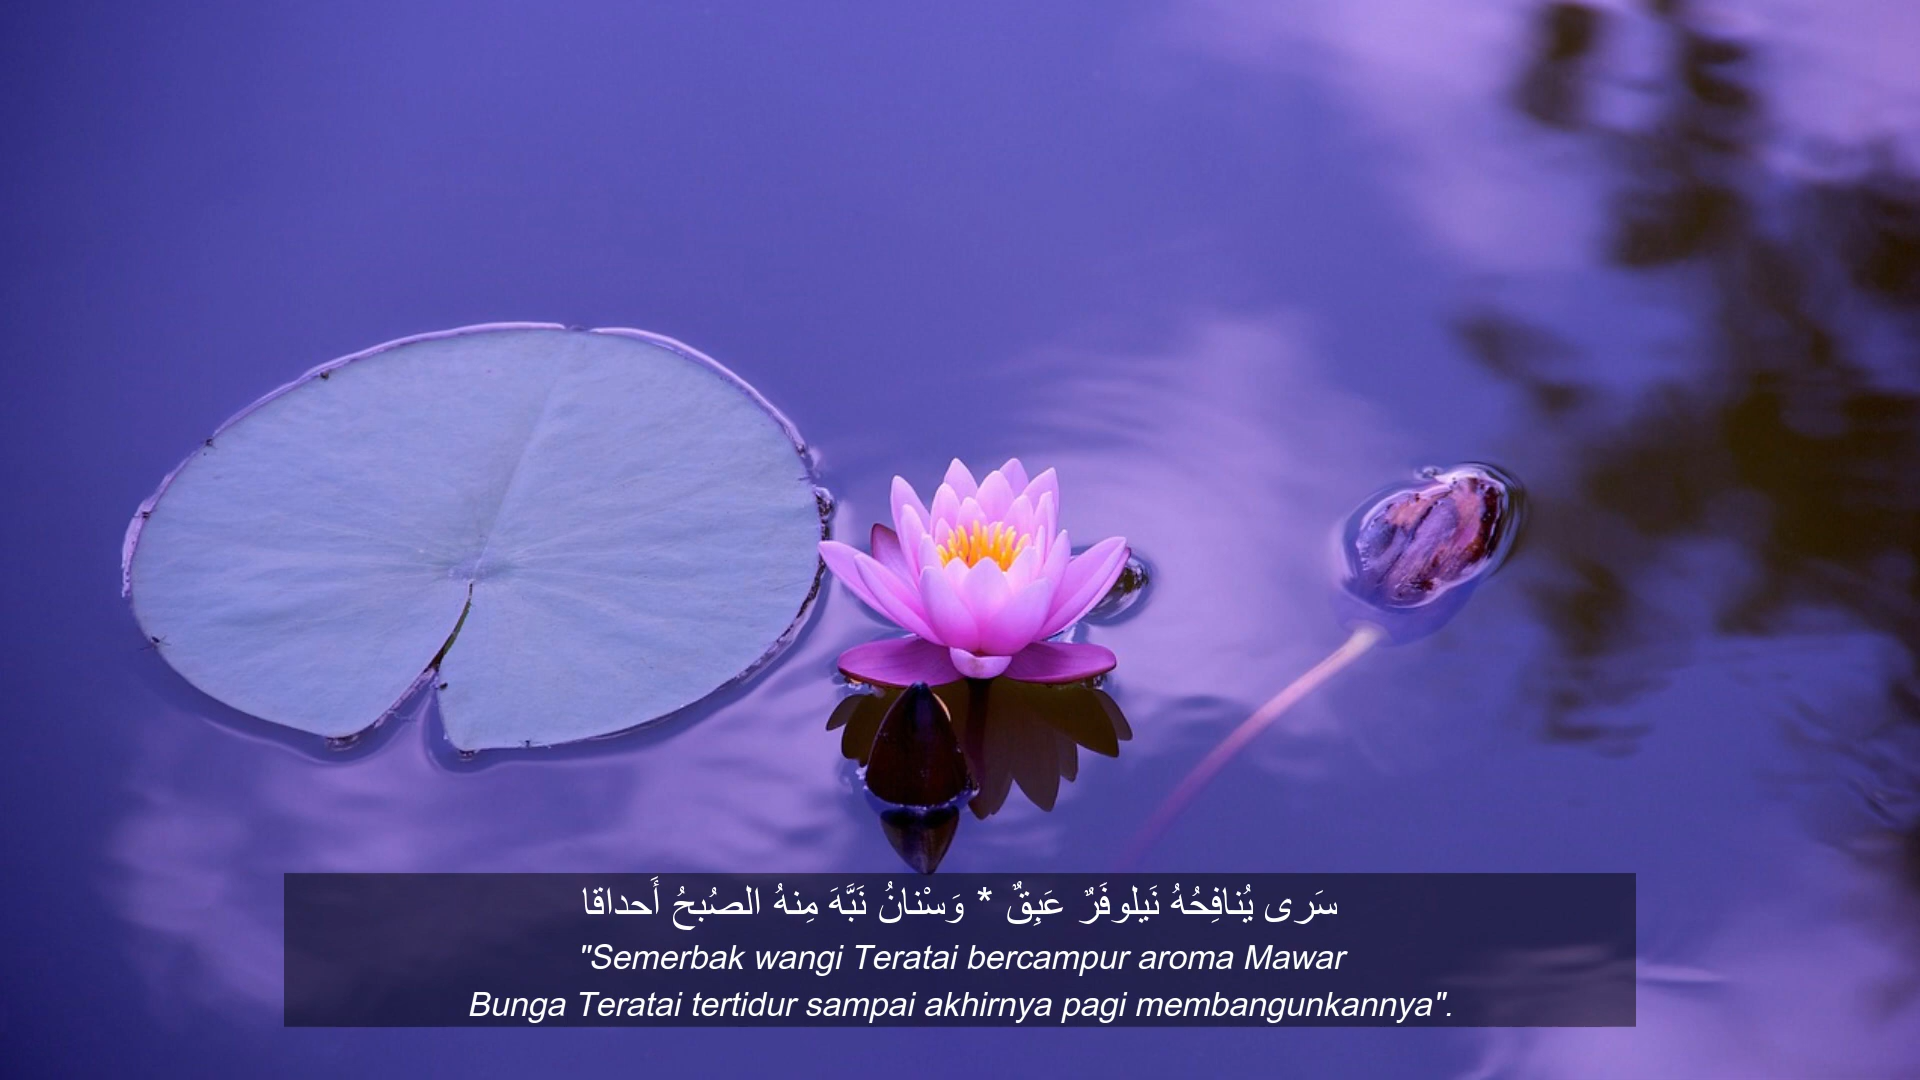 سَرى يُنافِحُهُ نَيلوفَرٌ عَبِقٌ * وَسْنانُ نَبَّهَ مِنهُ الصُبحُ أَحداقا
"Semerbak wangi Teratai bercampur aroma Mawar
Bunga Teratai tertidur sampai akhirnya pagi membangunkannya".